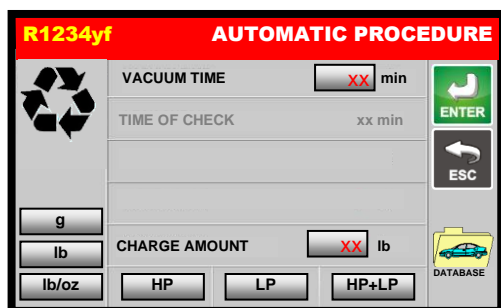 R1234yf AUTOMATIC PROCEDURE
VACUUM TIME xx min
ENTER
TIME OF CHECK xx min
ESC
g
lb
CHARGE AMOUNT xx lb
DATABASE
lb/oz HP LP HP+LP